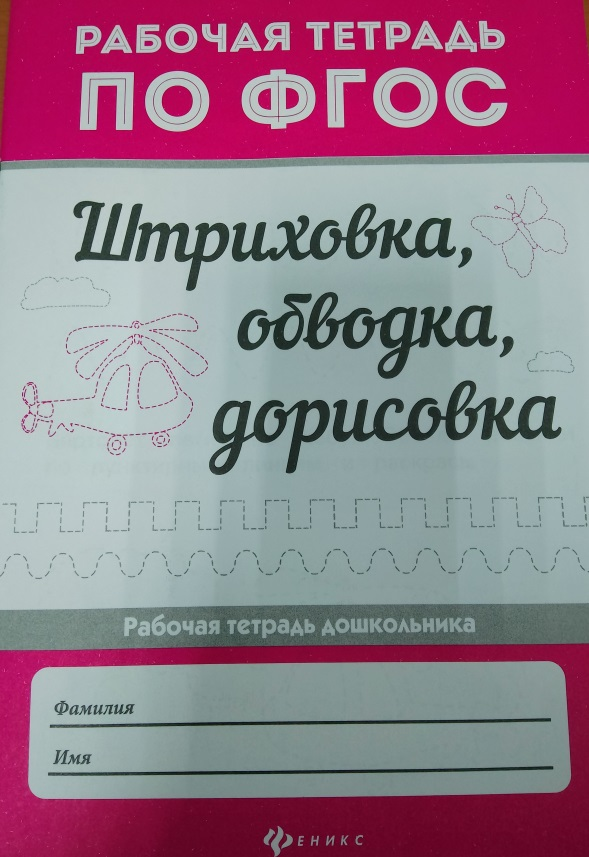 РАБОЧАЯ ТЕТРАДЬ
ПО ФГОС
Штриховка,
обводка,
дорисовка
Рабочая тетрадь дошкольника
Фамилия
Имя
ФЕНИКС